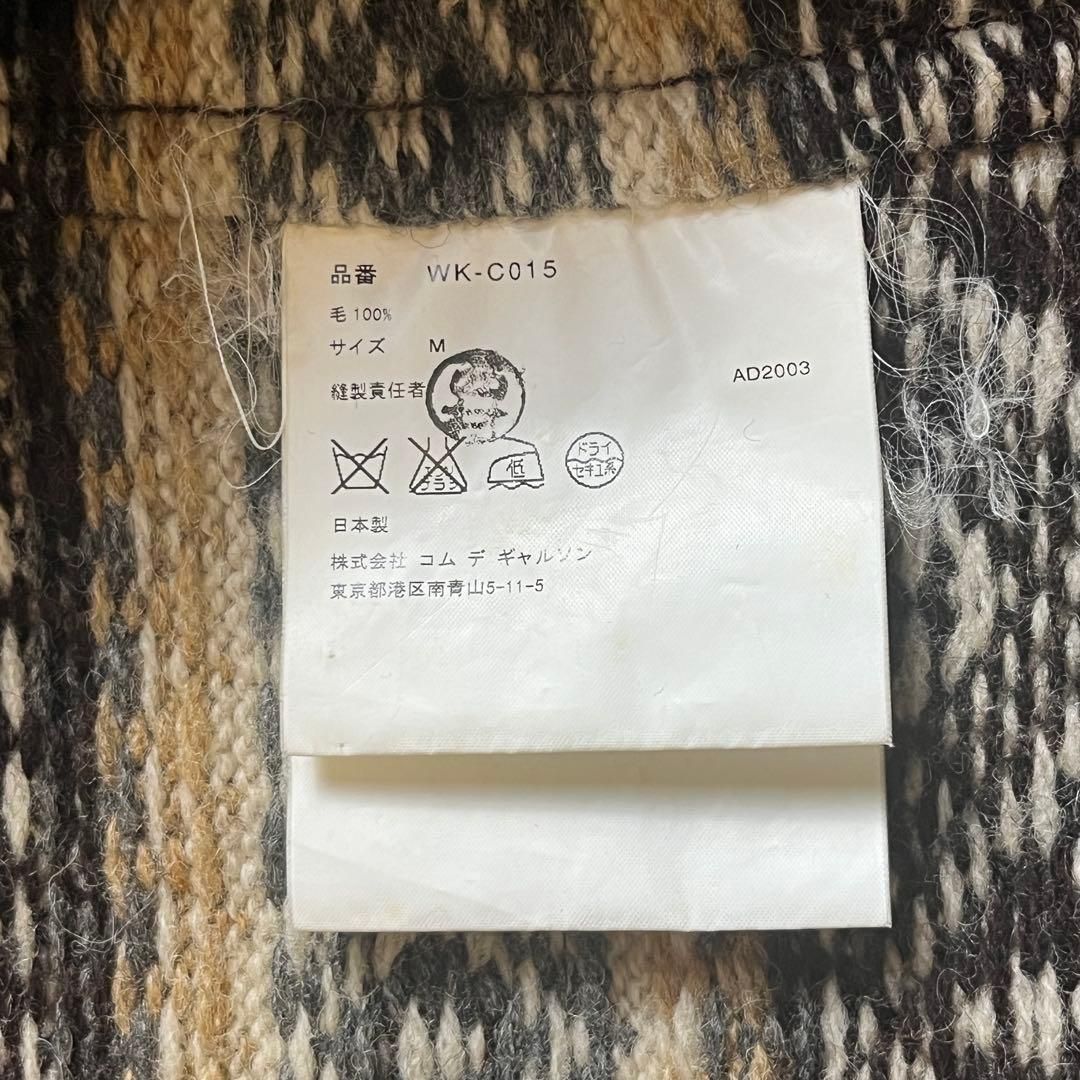 品番 WK-C015
毛 100%
サイズ M
縫製責任者
AD2003
低
ドライ
セキユ系
日本製
株式会社 コム デ ギャルソン
東京都港区南青山5-11-5